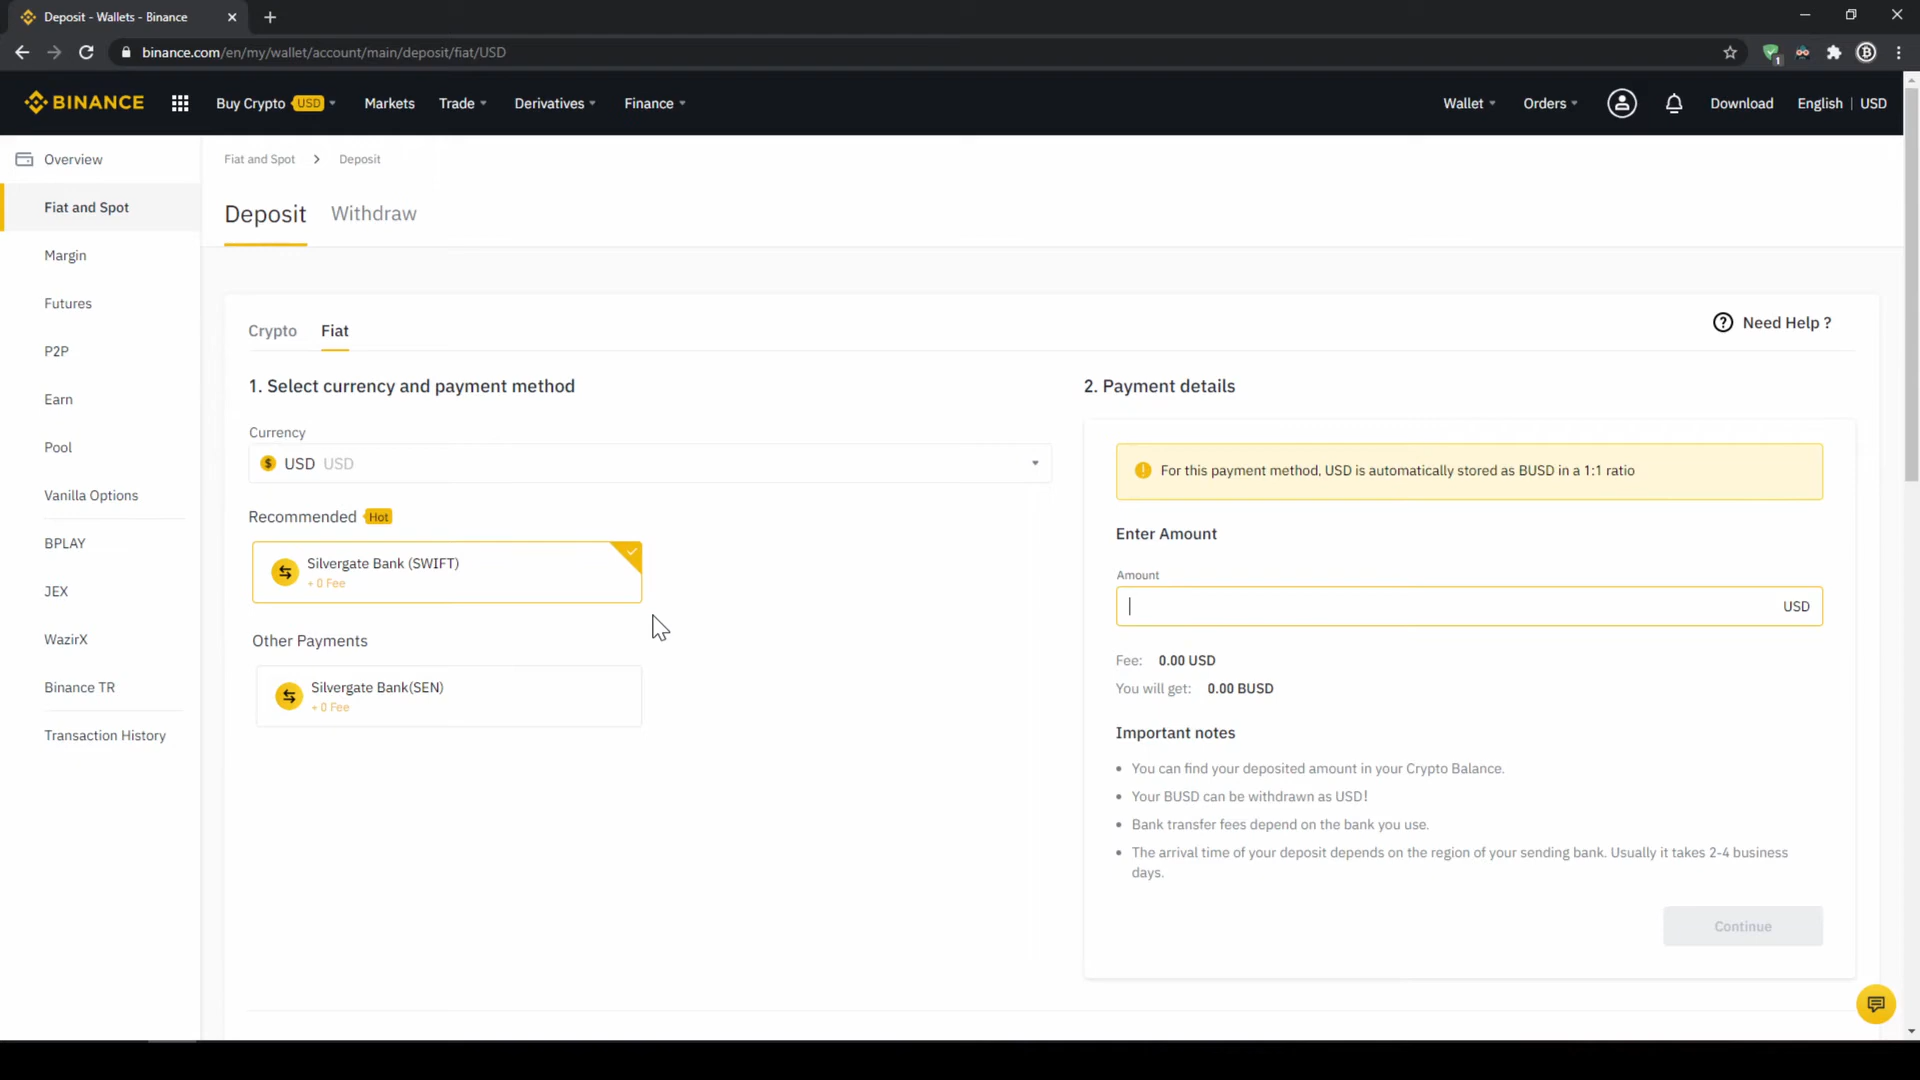 Deposit - Wallets - Binance
binance.com/en/my/wallet/account/main/deposit/fiat/USD
1
BINANCE
Buy Crypto USD
Markets
Trade
Derivatives
Finance
Wallet
Orders
Download
English | USD
Overview
Fiat and Spot
Margin
Futures
P2P
Earn
Pool
Vanilla Options
BPLAY
JEX
WazirX
Binance TR
Transaction History
Fiat and Spot > Deposit
Deposit
Withdraw
Crypto
Fiat
Need Help ?
1. Select currency and payment method
Currency
USD USD
Recommended Hot
Silvergate Bank (SWIFT)
+ 0 Fee
Other Payments
Silvergate Bank(SEN)
+ 0 Fee
2. Payment details
For this payment method, USD is automatically stored as BUSD in a 1:1 ratio
Enter Amount
Amount
USD
Fee: 0.00 USD
You will get: 0.00 BUSD
Important notes
• You can find your deposited amount in your Crypto Balance.
• Your BUSD can be withdrawn as USD!
• Bank transfer fees depend on the bank you use.
• The arrival time of your deposit depends on the region of your sending bank. Usually it takes 2-4 business
days.
Continue